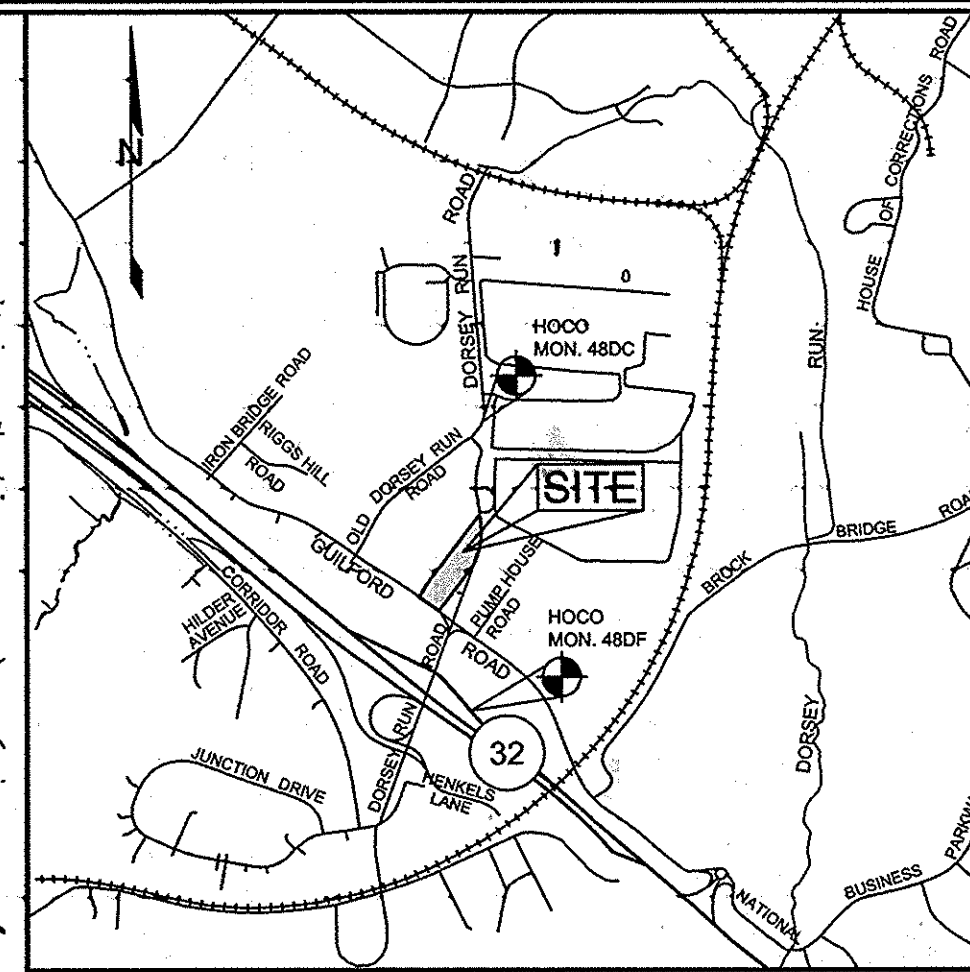 N
ROAD
DORSEY RUN
HOUSE OF CORRECTIONS ROAD
HOCO
MON. 48DC
RUN
IRON BRIDGE ROAD
RIGGS HILL
ROAD
OLD
DORSEY RUN
ROAD
SITE
GUILFORD
PUMP HOUSE
ROAD
BROCK
BRIDGE
ROA
CORRIDOR
ROAD
HILDER
AVENUE
HOCO
MON. 48DF
ROAD
ROAD
DORSEY RUN
32
DORSEY
JUNCTION DRIVE
HENKELS
LANE
NATIONAL
BUSINESS
PARKW